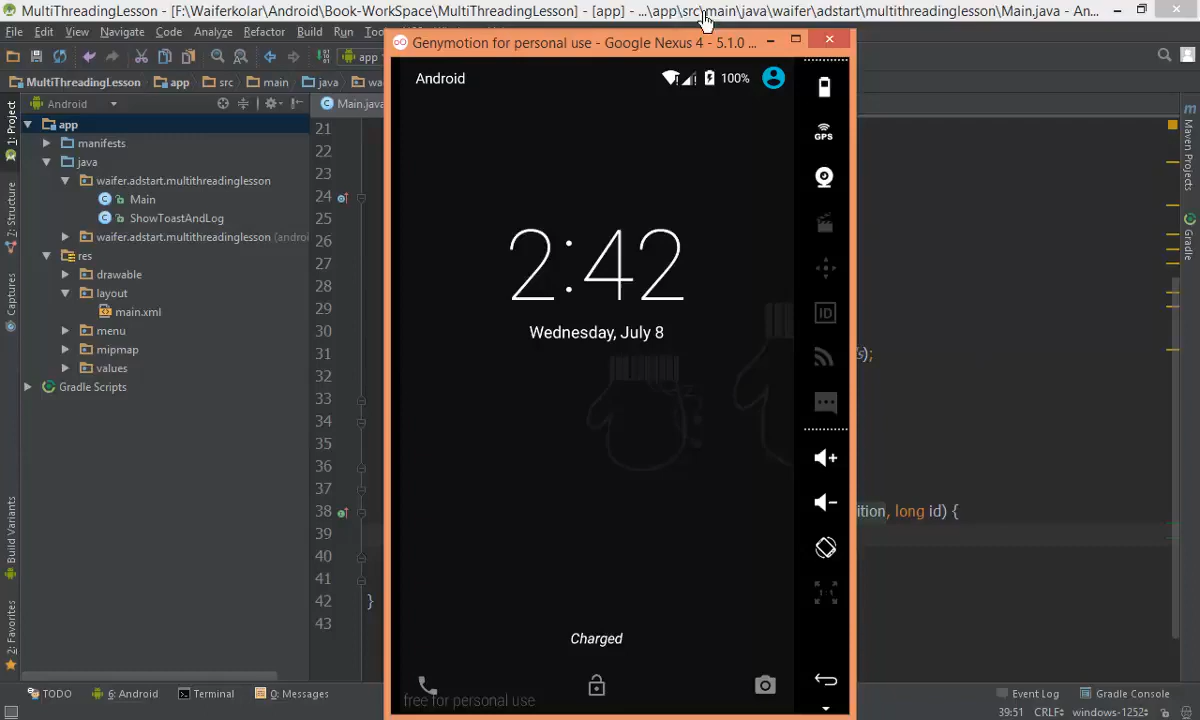 MultiThreadingLesson - [F:\Waiferkolar\Android\Book-WorkSpace\MultiThreadingLesson] - [app] - ...\app\src\main\java\waifer\adstart\multithreadinglesson\Main.java - An...
File Edit View Navigate Code Analyze Refactor Build Run
Genymotion for personal use - Google Nexus 4 - 5.1.0 ...
app
MultiThreadingLesson app src main java
Android
Main.java
1: Project
Z: Structure
Captures
Build Variants
2: Favorites
app
manifests
java
waifer.adstart.multithreadinglesson
Main
ShowToastAndLog
waifer.adstart.multithreadinglesson (androi
res
drawable
layout
main.xml
menu
mipmap
values
Gradle Scripts
21
22
23
24
25
26
27
28
29
30
31
32
33
34
35
36
37
38
39
40
41
42 }
43
Android 100%
2:42
Wednesday, July 8
Charged
free for personal use
GPS
ID
1:1
s);
ition, long id) {
m Maven Projects
Gradle
TODO 6: Android Terminal 0: Messages Event Log Gradle Console
39:51 CRLF windows-1252